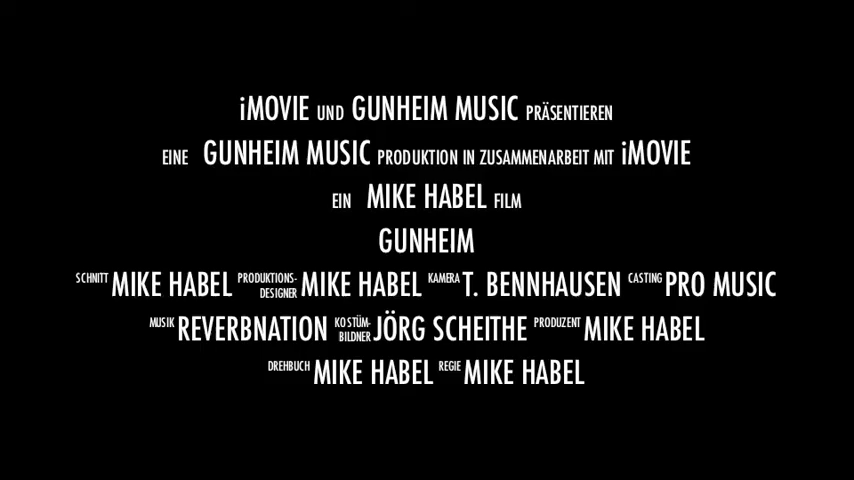 iMOVIE UND GUNHEIM MUSIC PRÄSENTIEREN
EINE GUNHEIM MUSIC PRODUKTION IN ZUSAMMENARBEIT MIT iMOVIE
EIN MIKE HABEL FILM
GUNHEIM
SCHNITT MIKE HABEL PRODUKTIONS-DESIGNER MIKE HABEL KAMERA T. BENNHAUSEN CASTING PRO MUSIC
MUSIK REVERBNATION KOSTÜM-BILDNER JÖRG SCHEITHE PRODUZENT MIKE HABEL
DREHBUCH MIKE HABEL REGIE MIKE HABEL